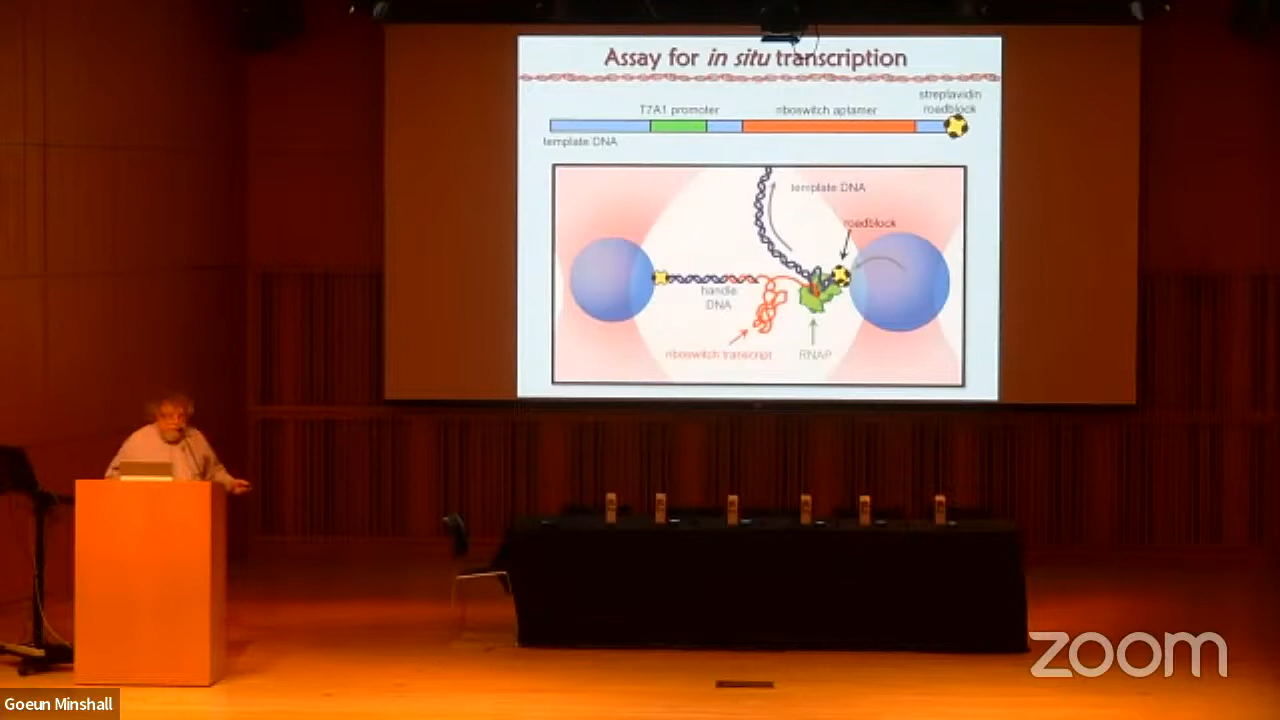 Assay for in situ transcription
streptavidin
roadblock
T7A1 promoter
riboswitch aptamer
template DNA
template DNA
roadblock
handle
DNA
riboswitch transcript
RNAP
zoom
Goeun Minshall